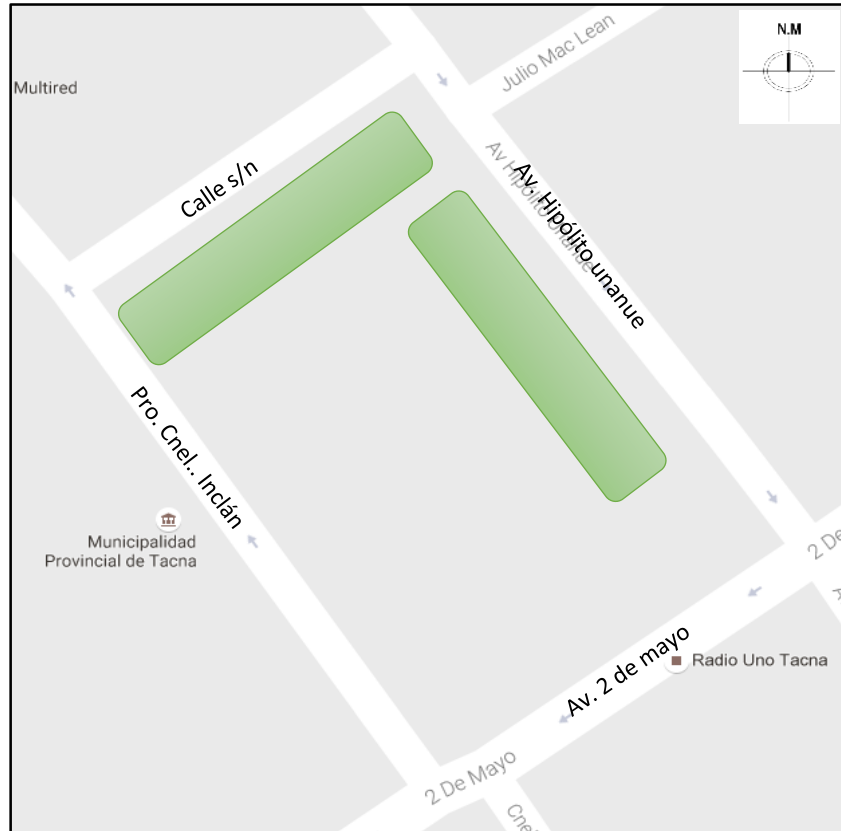 N.M
Julio Mac Lean
Multired
Av Hipólito Unanue
Av. Hipólito unanue
Calle s/n
Pro. Cnel.. Inclán
Municipalidad
Provincial de Tacna
2 De
Av. 2 de mayo
Radio Uno Tacna
2 De Mayo
Cnel